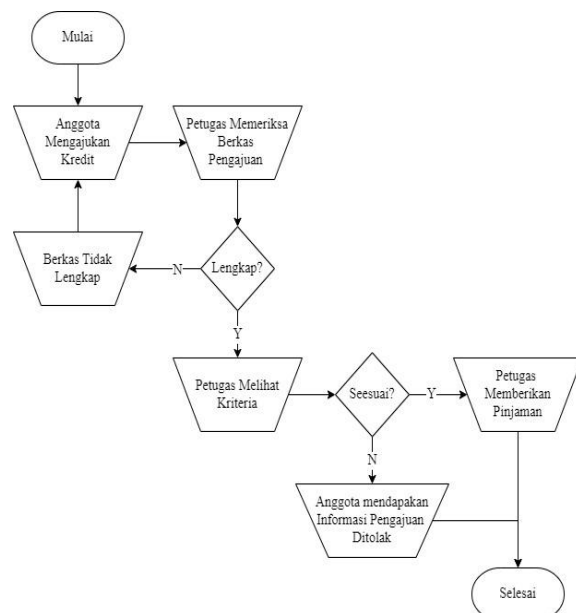 Mulai
Anggota
Mengajukan
Kredit
Petugas Memeriksa
Berkas
Pengajuan
Berkas Tidak
Lengkap
N
Lengkap?
Y
Petugas Melihat
Kriteria
Seesuai?
Y
Petugas
Memberikan
Pinjaman
N
Anggota mendapakan
Informasi Pengajuan
Ditolak
Selesai